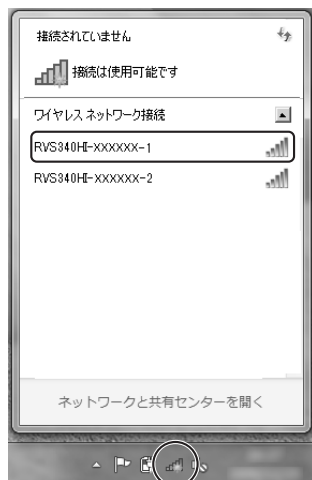 接続されていません
接続は使用可能です
ワイヤレス ネットワーク接続
RVS340HI-XXXXXX-1
RVS340HI-XXXXXX-2
ネットワークと共有センターを開く